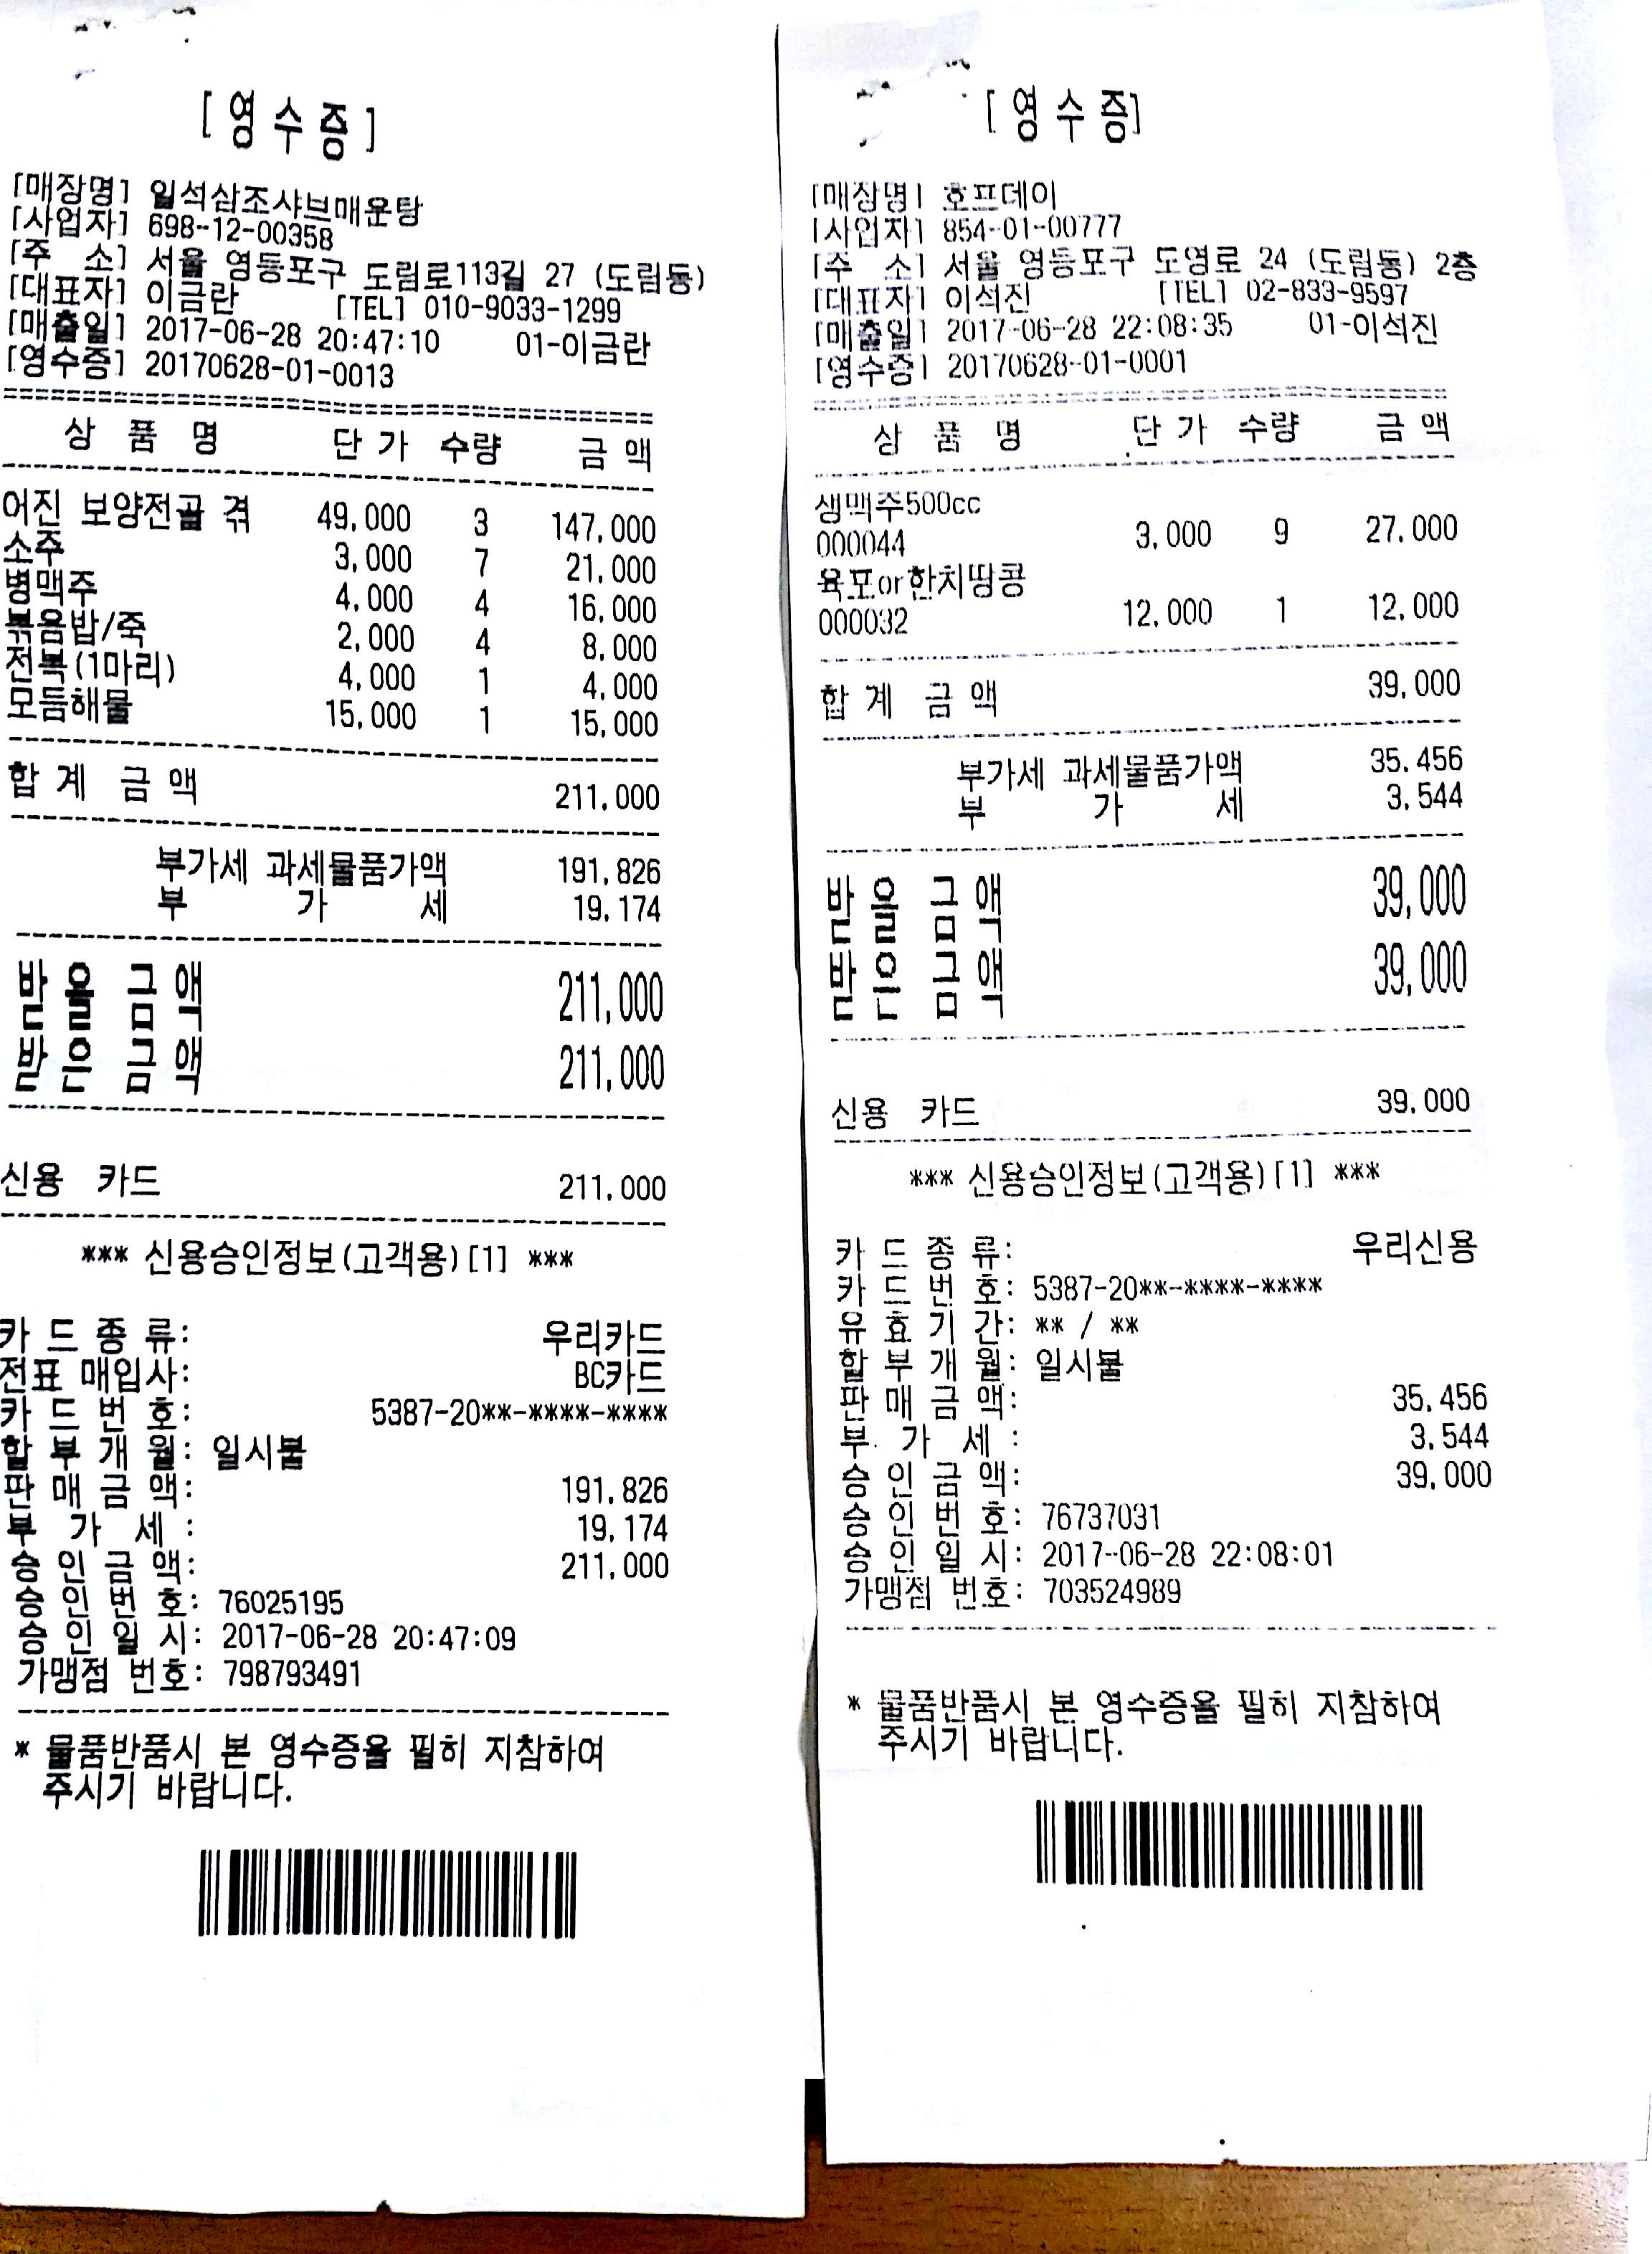 [ 영 수 증 ]
[매장명] 일석삼조샤브매운탕
[사업자] 698-12-00358
[주 소] 서울 영등포구 도림로113길 27 (도림동)
[대표자] 이금란 [TEL] 010-9033-1299
[매출일] 2017-06-28 20:47:10 01-이금란
[영수증] 20170628-01-0013
상 품 명 단 가 수량 금 액
어진 보양전골 겪 49,000 3 147,000
소주 3,000 7 21,000
병맥주 4,000 4 16,000
볶음밥/죽 2,000 4 8,000
전복(1마리) 4,000 1 4,000
모듬해물 15,000 1 15,000
합 계 금 액 211,000
부가세 과세물품가액 191,826
부 가 세 19,174
받 을 금 액 211,000
받 은 금 액 211,000
신용 카드 211,000
*** 신용승인정보(고객용)[1] ***
카 드 종 류: 우리카드
전표 매입사: BC카드
카 드 번 호: 5387-20**-****-****
할 부 개 월: 일시불
판 매 금 액: 191,826
부 가 세 : 19,174
승 인 금 액: 211,000
승 인 번 호: 76025195
승 인 일 시: 2017-06-28 20:47:09
가맹점 번호: 798793491
* 물품반품시 본 영수증을 필히 지참하여
주시기 바랍니다.
[ 영 수 증]
[매장명] 호프데이
[사업자] 854-01-00777
[주 소] 서울 영등포구 도영로 24 (도림동) 2층
[대표자] 이석진 [TEL] 02-833-9597
[매출일] 2017-06-28 22:08:35 01-이석진
[영수증] 20170628-01-0001
상 품 명 단 가 수량 금 액
생맥주500cc
000044 3,000 9 27,000
육포or한치땅콩
000032 12,000 1 12,000
합 계 금 액 39,000
부가세 과세물품가액 35,456
부 가 세 3,544
받 을 금 액 39,000
받 은 금 액 39,000
신용 카드 39,000
*** 신용승인정보(고객용)[1] ***
카 드 종 류: 우리신용
카 드 번 호: 5387-20**-****-****
유 효 기 간: ** / **
할 부 개 월: 일시불
판 매 금 액: 35,456
부 가 세 : 3,544
승 인 금 액: 39,000
승 인 번 호: 76737031
승 인 일 시: 2017-06-28 22:08:01
가맹점 번호: 703524989
* 물품반품시 본 영수증을 필히 지참하여
주시기 바랍니다.